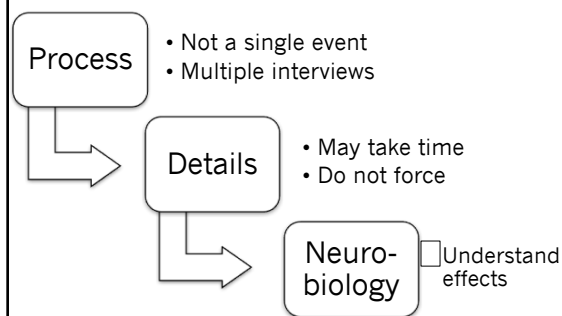 Process
• Not a single event
• Multiple interviews
Details
• May take time
• Do not force
Neuro-
biology
Understand
effects